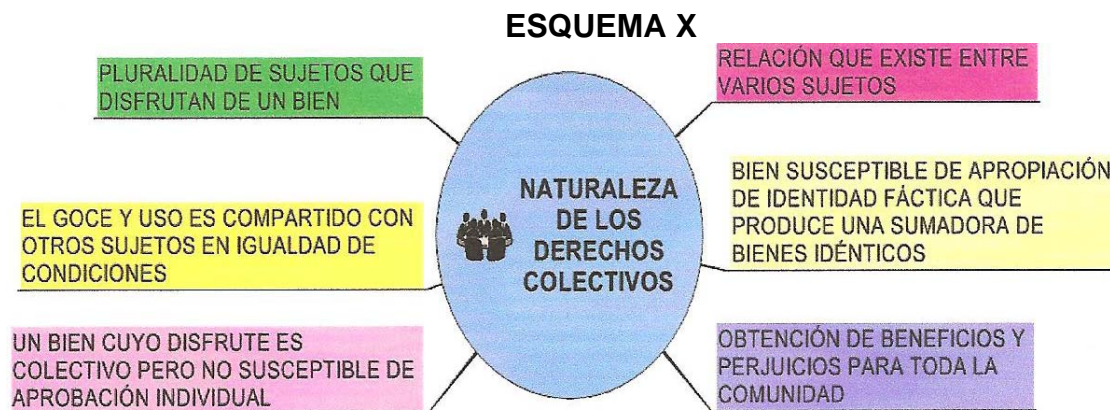 ESQUEMA X
PLURALIDAD DE SUJETOS QUE
DISFRUTAN DE UN BIEN
RELACIÓN QUE EXISTE ENTRE
VARIOS SUJETOS
EL GOCE Y USO ES COMPARTIDO CON
OTROS SUJETOS EN IGUALDAD DE
CONDICIONES
NATURALEZA
DE LOS
DERECHOS
COLECTIVOS
BIEN SUSCEPTIBLE DE APROPIACIÓN
DE IDENTIDAD FÁCTICA QUE
PRODUCE UNA SUMADORA DE
BIENES IDÉNTICOS
UN BIEN CUYO DISFRUTE ES
COLECTIVO PERO NO SUSCEPTIBLE DE
APROBACIÓN INDIVIDUAL
OBTENCIÓN DE BENEFICIOS Y
PERJUICIOS PARA TODA LA
COMUNIDAD